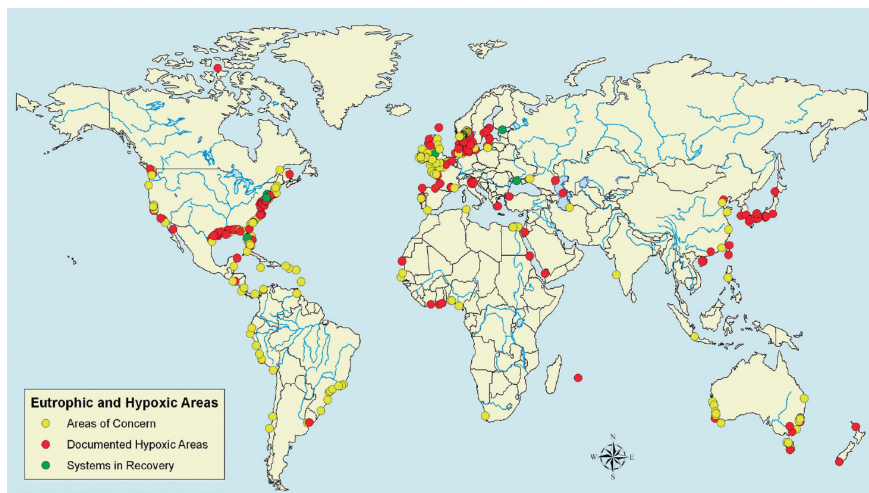 Eutrophic and Hypoxic Areas
Areas of Concern
Documented Hypoxic Areas
Systems in Recovery
N
W E
S